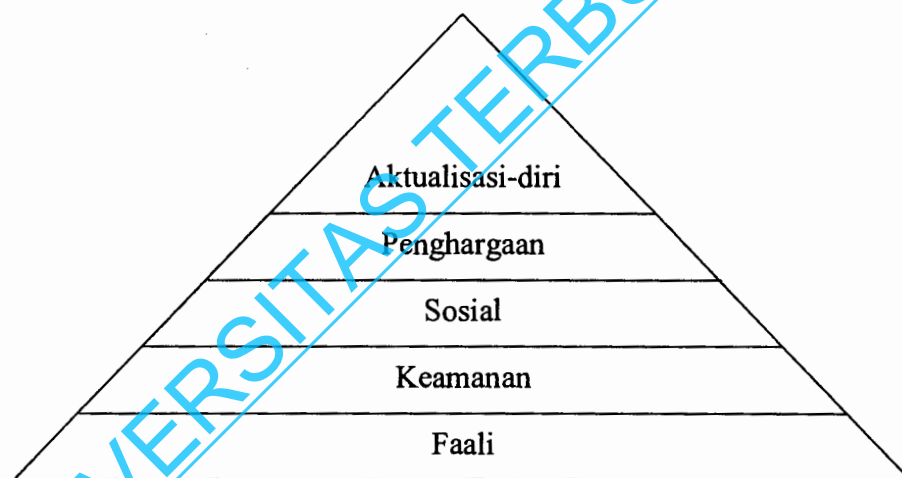 Aktualisasi-diri
Penghargaan
Sosial
Keamanan
Faali
VERSITAS TERB